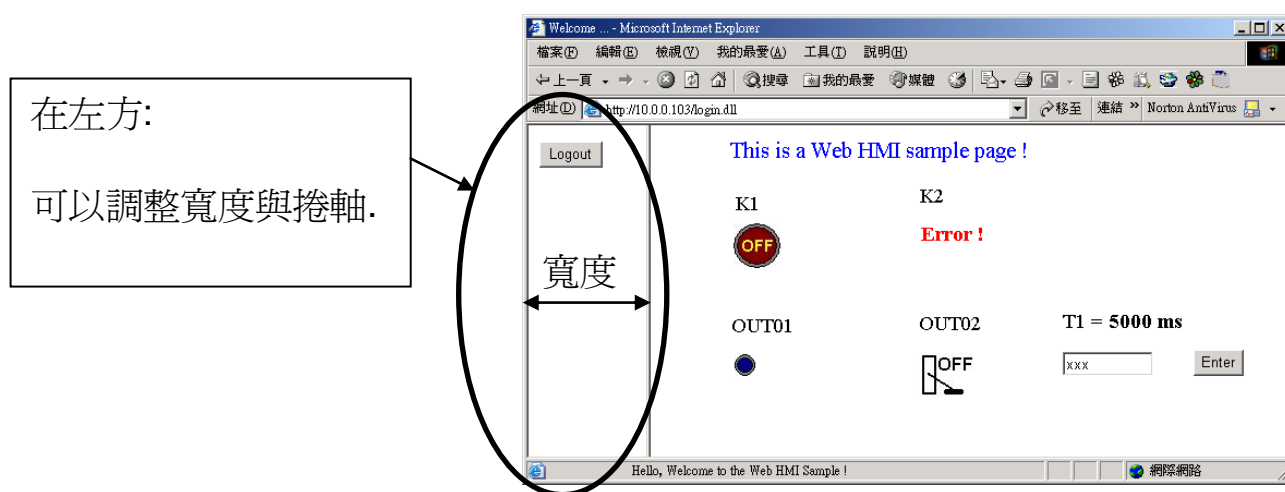 在左方:
可以調整寬度與捲軸.
Welcome ... - Microsoft Internet Explorer
檔案(F) 編輯(E) 檢視(V) 我的最愛(A) 工具(T) 說明(H)
上一頁 搜尋 我的最愛 媒體
網址(D) http://10.0.0.103/login.dll 移至 連結 » Norton AntiVirus
Logout
This is a Web HMI sample page !
K1 K2
OFF Error !
寬度
OUT01 OUT02 T1 = 5000 ms
OFF xxx Enter
Hello, Welcome to the Web HMI Sample ! 網際網路